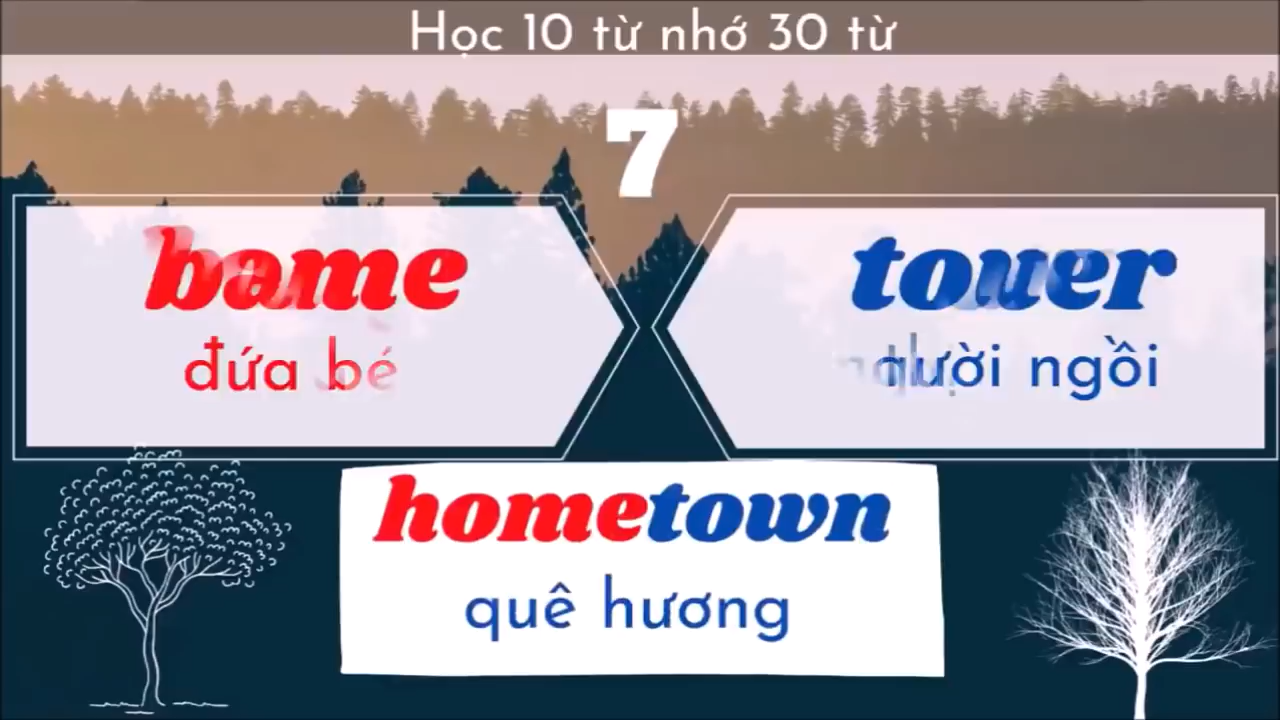 Học 10 từ nhớ 30 từ
7
đứa bé
ngồi
hometown
quê hương